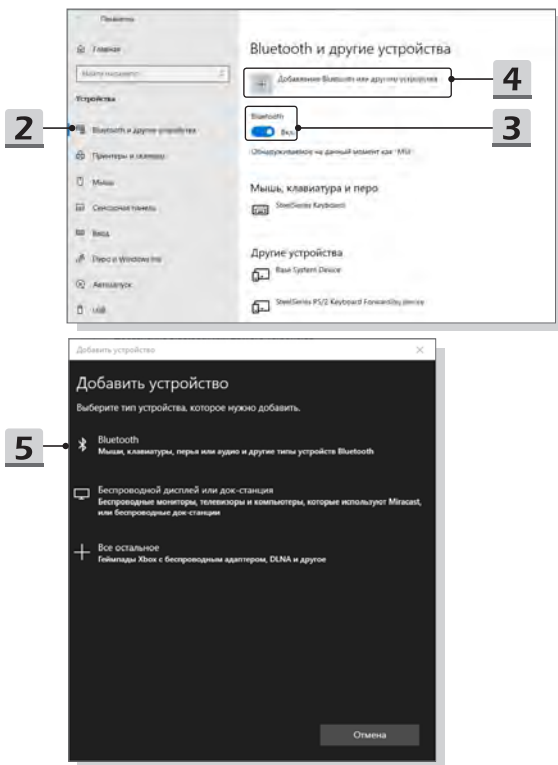 Параметры
Главная
Найти параметр
Устройства
2
Bluetooth и другие устройства
Принтеры и сканеры
Мышь
Сенсорная панель
Ввод
Перо и Windows Ink
Автозапуск
USB
Bluetooth и другие устройства
Добавление Bluetooth или другого устройства
4
Bluetooth
Вкл.
3
Обнаруживаемое на данный момент как "MSI"
Мышь, клавиатура и перо
SteelSeries Keyboard
Другие устройства
Base System Device
SteelSeries PS/2 Keyboard Forwarding device
Добавить устройство
Добавить устройство
Выберите тип устройства, которое нужно добавить.
5
Bluetooth
Мыши, клавиатуры, перья или аудио и другие типы устройств Bluetooth
Беспроводной дисплей или док-станция
Беспроводные мониторы, телевизоры и компьютеры, которые используют Miracast,
или беспроводные док-станции
Все остальное
Геймпады Xbox с беспроводным адаптером, DLNA и другое
Отмена